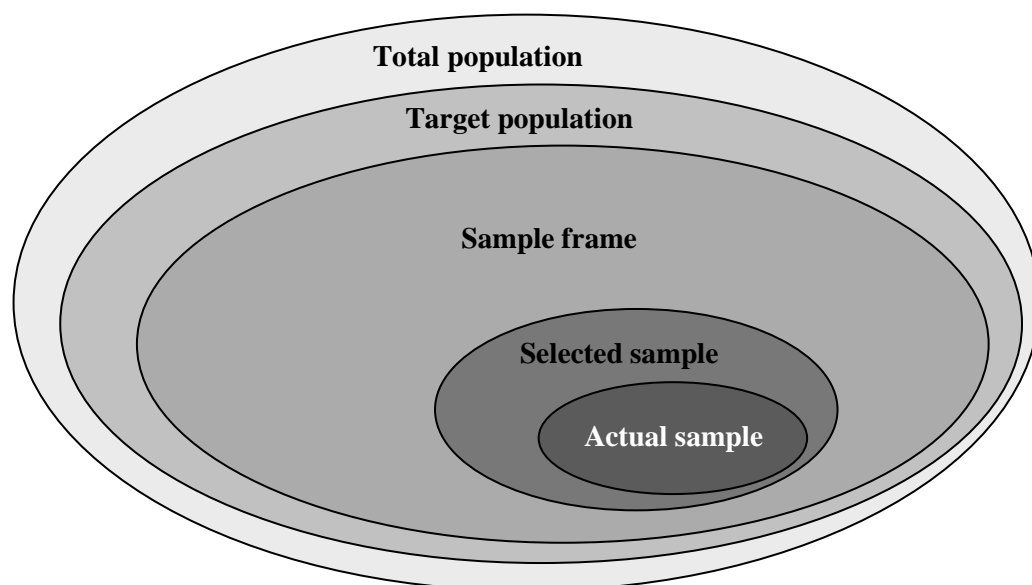 Total population
Target population
Sample frame
Selected sample
Actual sample